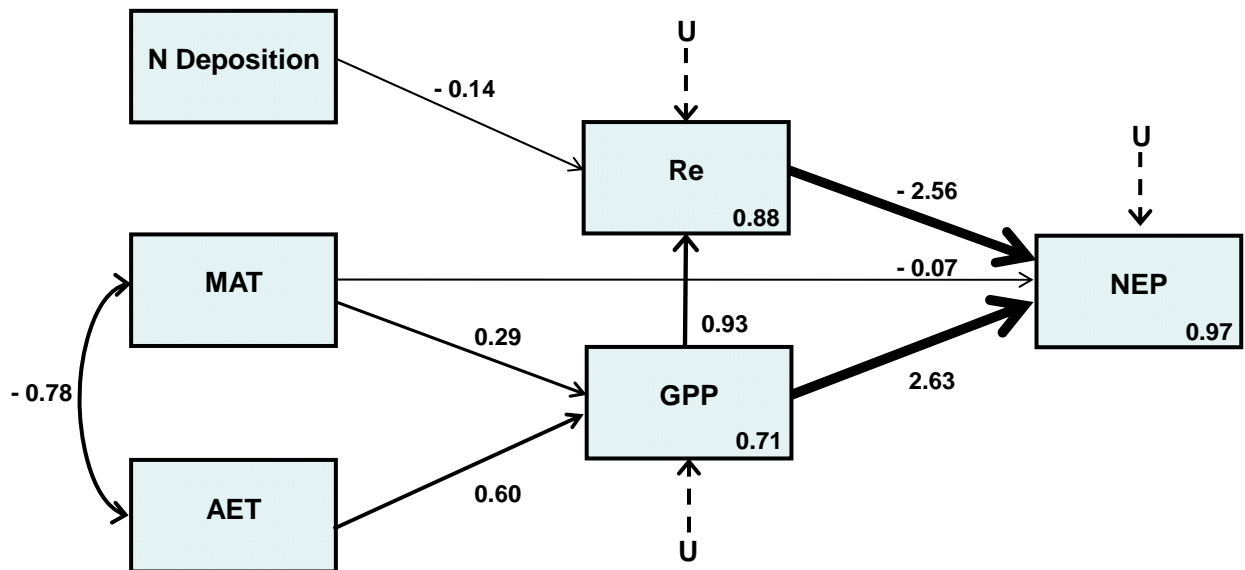 U
N Deposition
- 0.14
U
Re
- 2.56
0.88
MAT
- 0.07
NEP
0.29
0.93
0.97
- 0.78
GPP
2.63
0.71
0.60
AET
U